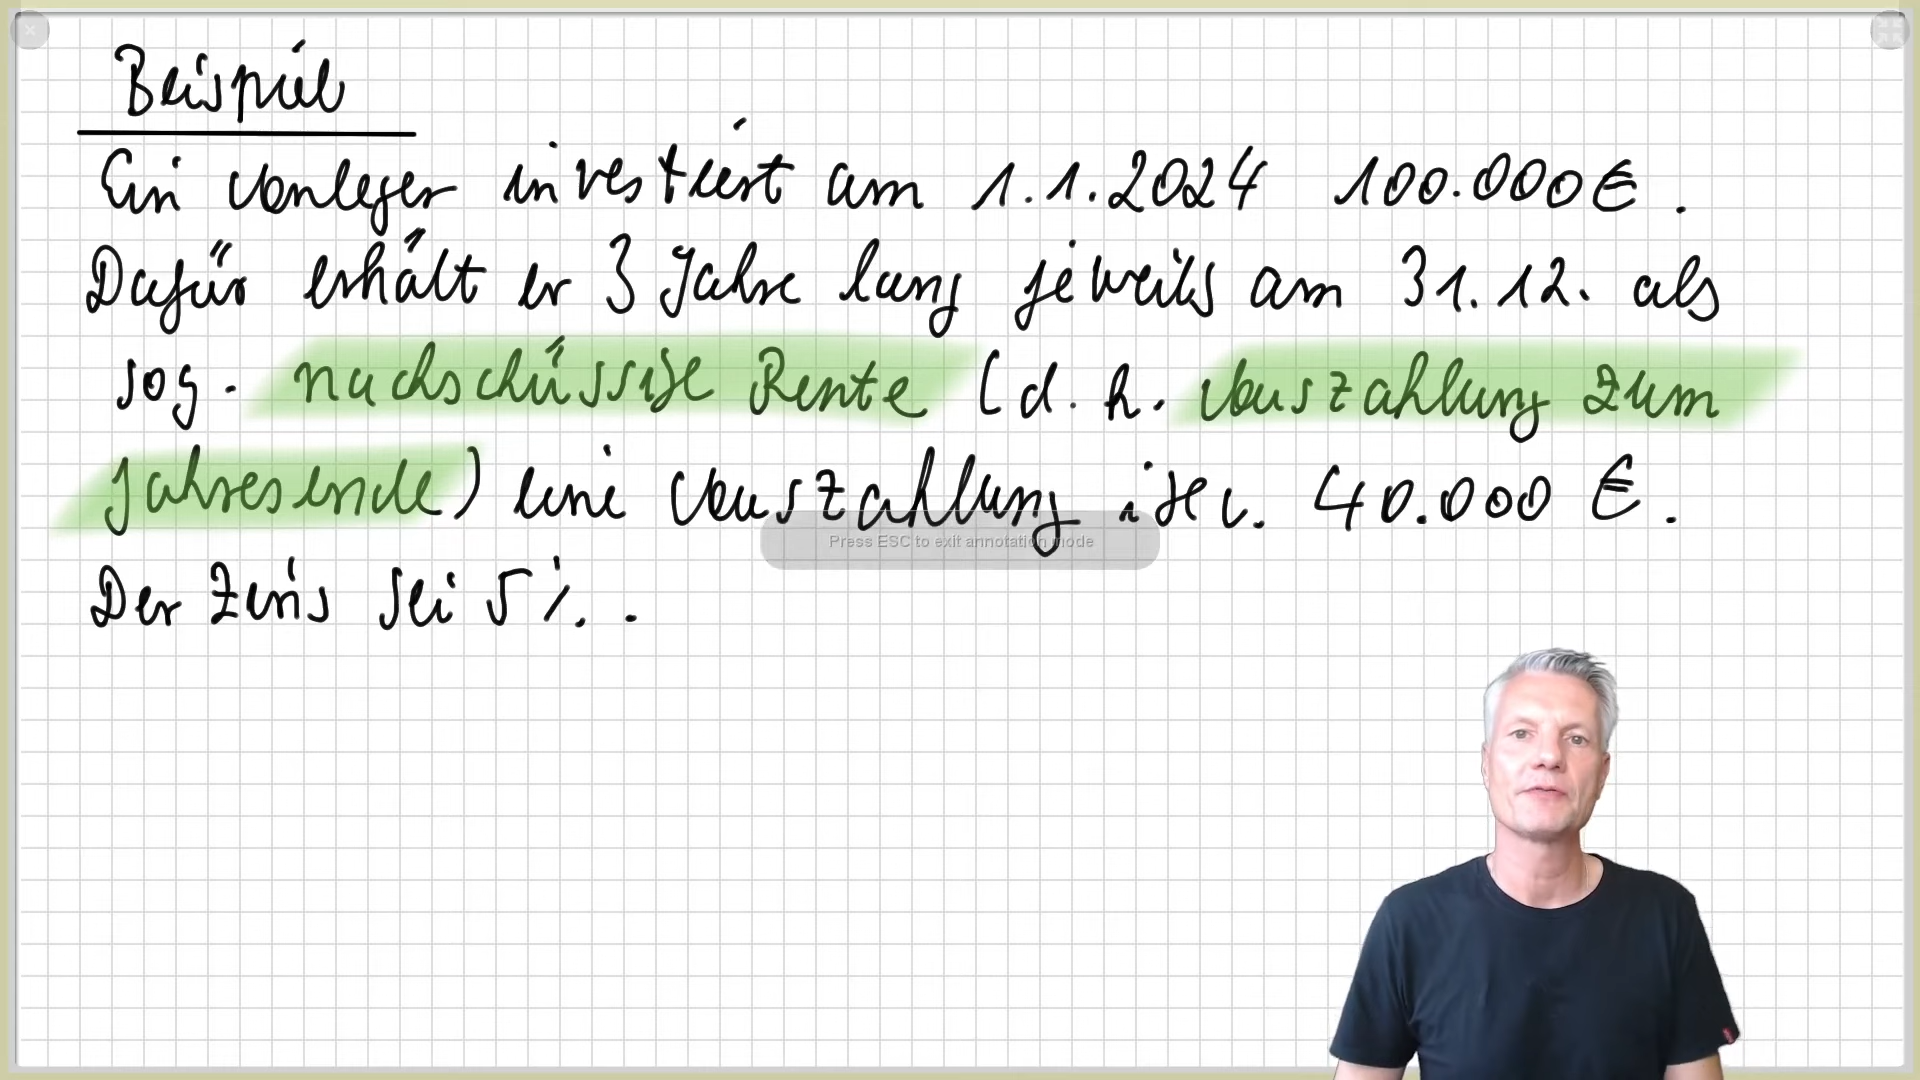 Beispiel
Ein Anleger investiert am 1.1.2024 100.000€.
Dafür erhält er 3 Jahre lang jeweils am 31.12. als
sog. nachschüssige Rente (d.h. Auszahlung zum
Jahresende) eine Auszahlung i.H.v. 40.000 €.
Press ESC to exit annotation mode
Der Zins sei 5%.